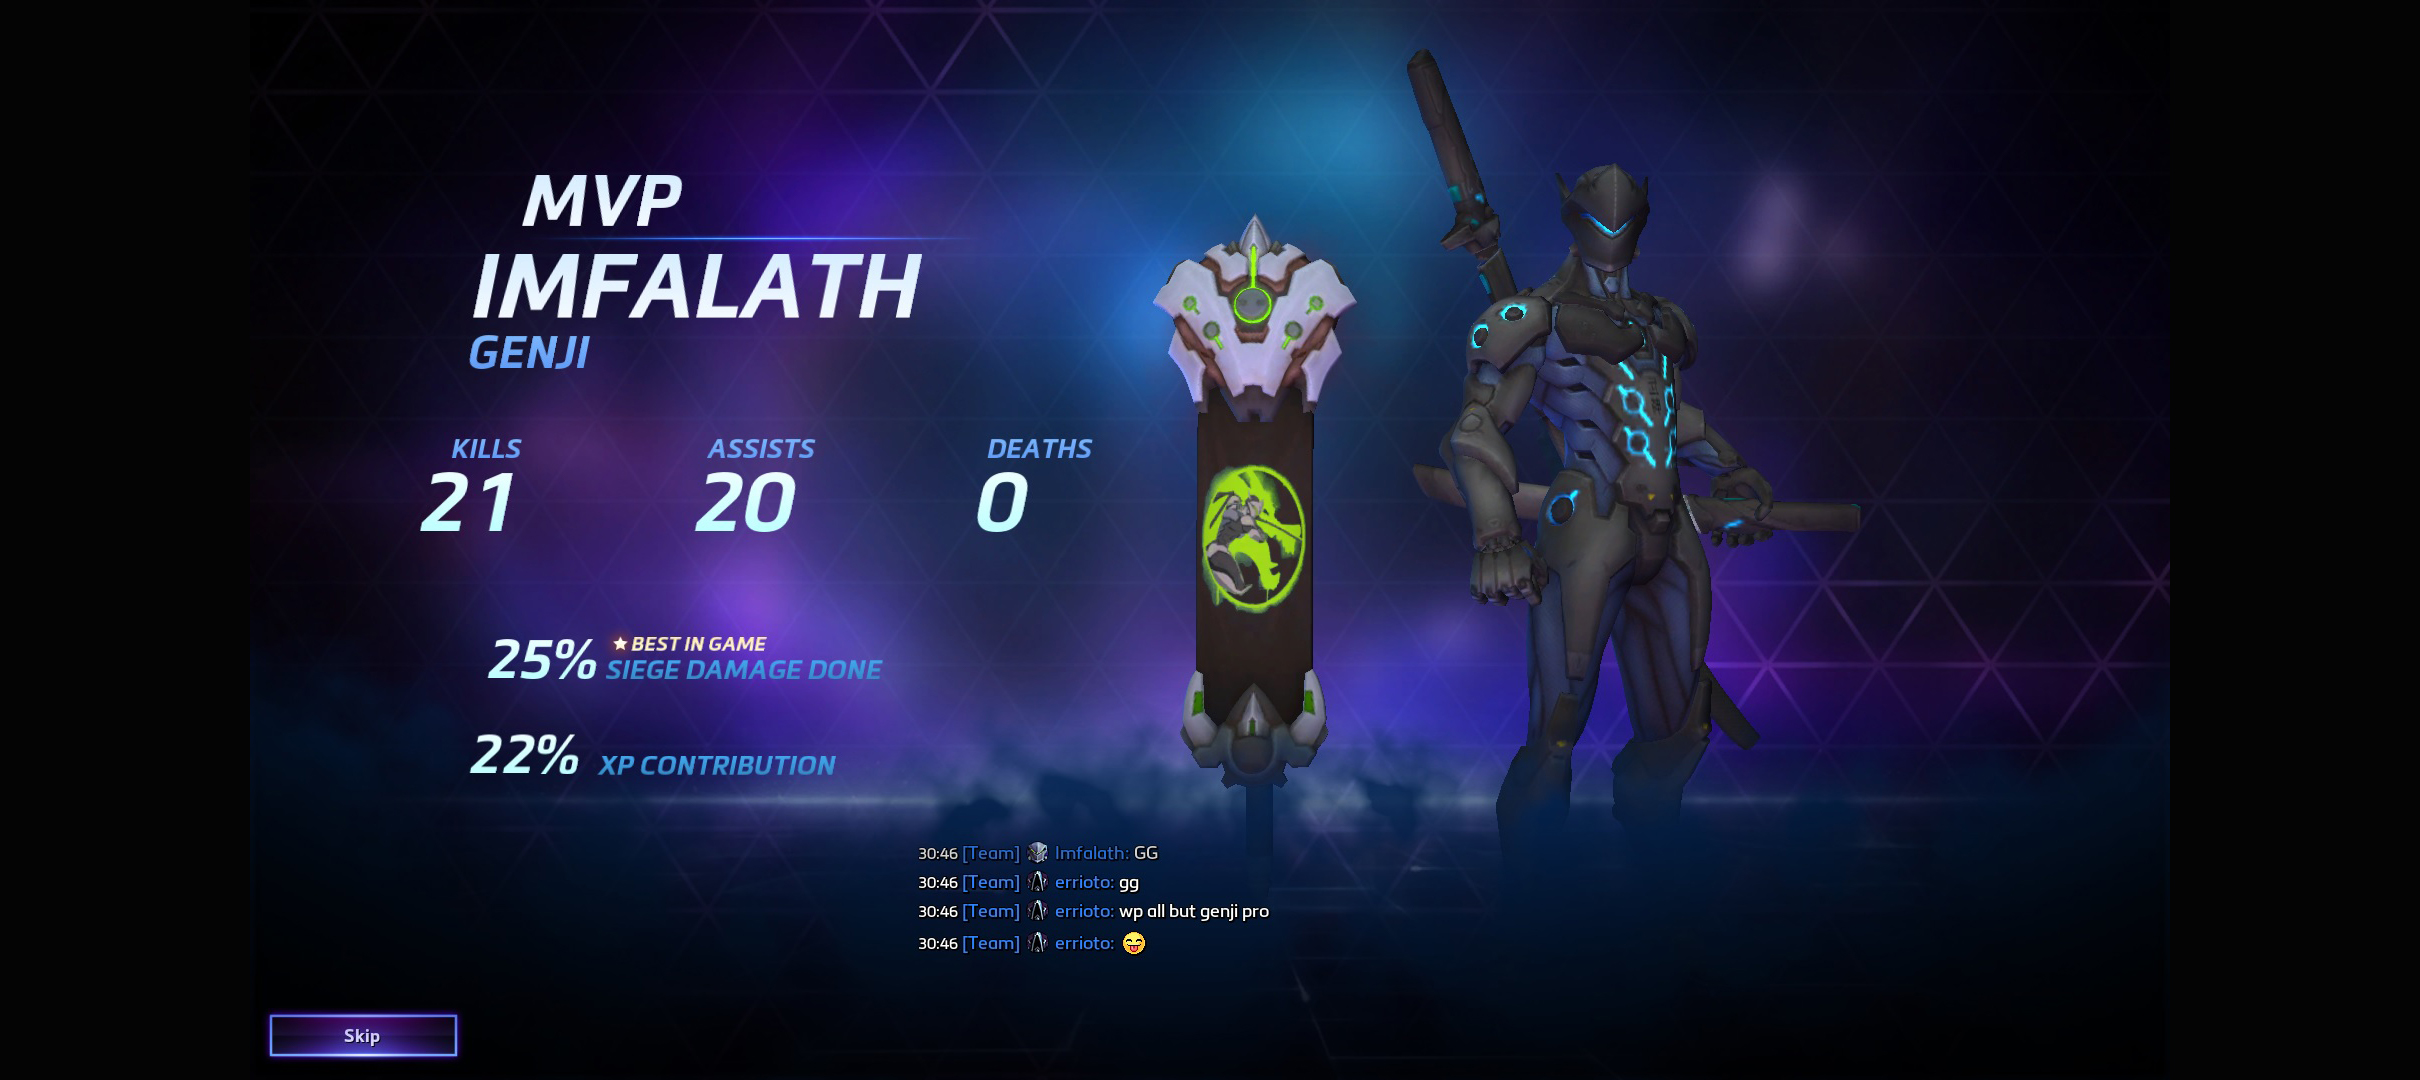 MVP
IMFALATH
GENJI
KILLS ASSISTS DEATHS
21 20 0
25% ★ BEST IN GAME
SIEGE DAMAGE DONE
22% XP CONTRIBUTION
30:46 [Team] Imfalath: GG
30:46 [Team] errioto: gg
30:46 [Team] errioto: wp all but genji pro
30:46 [Team] errioto: 😝
Skip